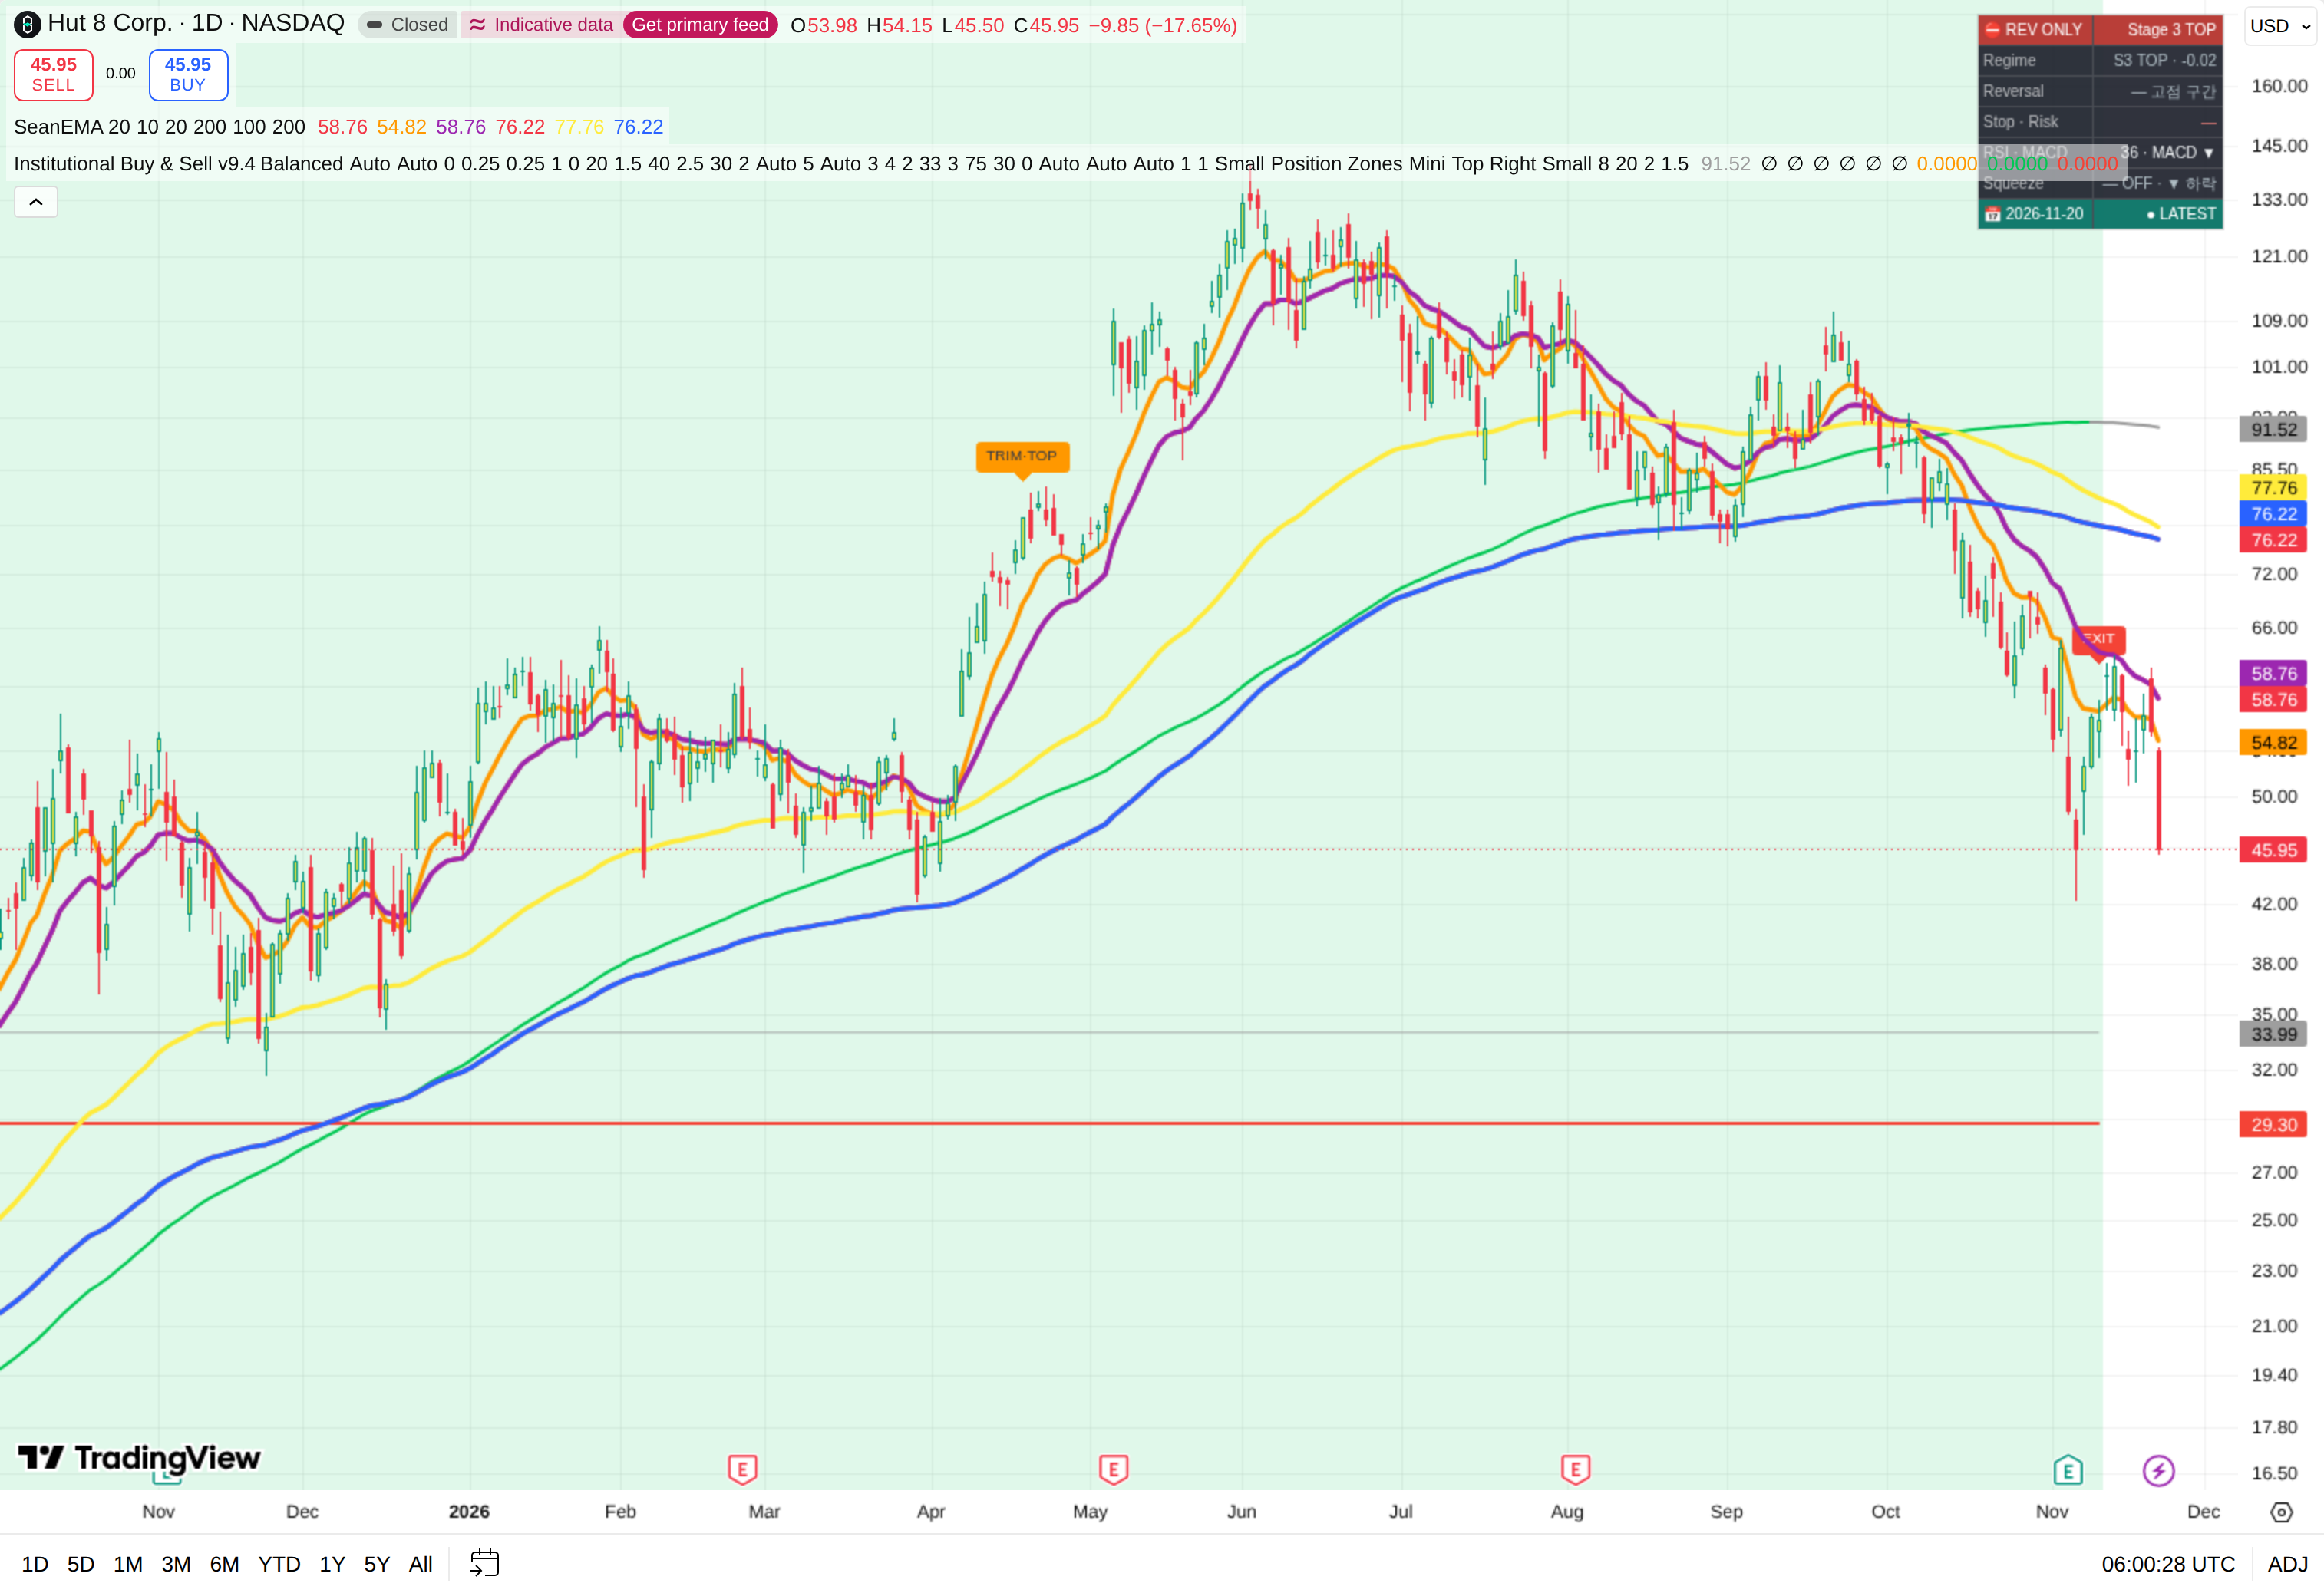 Hut 8 Corp. · 1D · NASDAQ Closed Indicative data Get primary feed O53.98 H54.15 L45.50 C45.95 −9.85 (−17.65%)
45.95 SELL 0.00 45.95 BUY
SeanEMA 20 10 20 200 100 200 58.76 54.82 58.76 76.22 77.76 76.22
Institutional Buy & Sell v9.4 Balanced Auto Auto 0 0.25 0.25 1 0 20 1.5 40 2.5 30 2 Auto 5 Auto 3 4 2 33 3 75 30 0 Auto Auto Auto 1 1 Small Position Zones Mini Top Right Small 8 20 2 1.5 91.52 ∅ ∅ ∅ ∅ ∅ ∅ 0.0000 0.0000 0.0000
⛔ REV ONLY Stage 3 TOP
Regime S3 TOP · -0.02
Reversal — 고점 구간
Stop · Risk —
RSI · MACD 36 · MACD ▼
Squeeze — OFF · ▼ 하락
📅 2026-11-20 ● LATEST
USD
160.00
145.00
133.00
121.00
109.00
101.00
91.52
85.50
77.76
76.22
76.22
72.00
66.00
58.76
58.76
54.82
50.00
45.95
42.00
38.00
35.00
33.99
32.00
29.30
27.00
25.00
23.00
21.00
19.40
17.80
16.50
TRIM·TOP
EXIT
TradingView
E E E E
Nov Dec 2026 Feb Mar Apr May Jun Jul Aug Sep Oct Nov Dec
1D 5D 1M 3M 6M YTD 1Y 5Y All 06:00:28 UTC ADJ